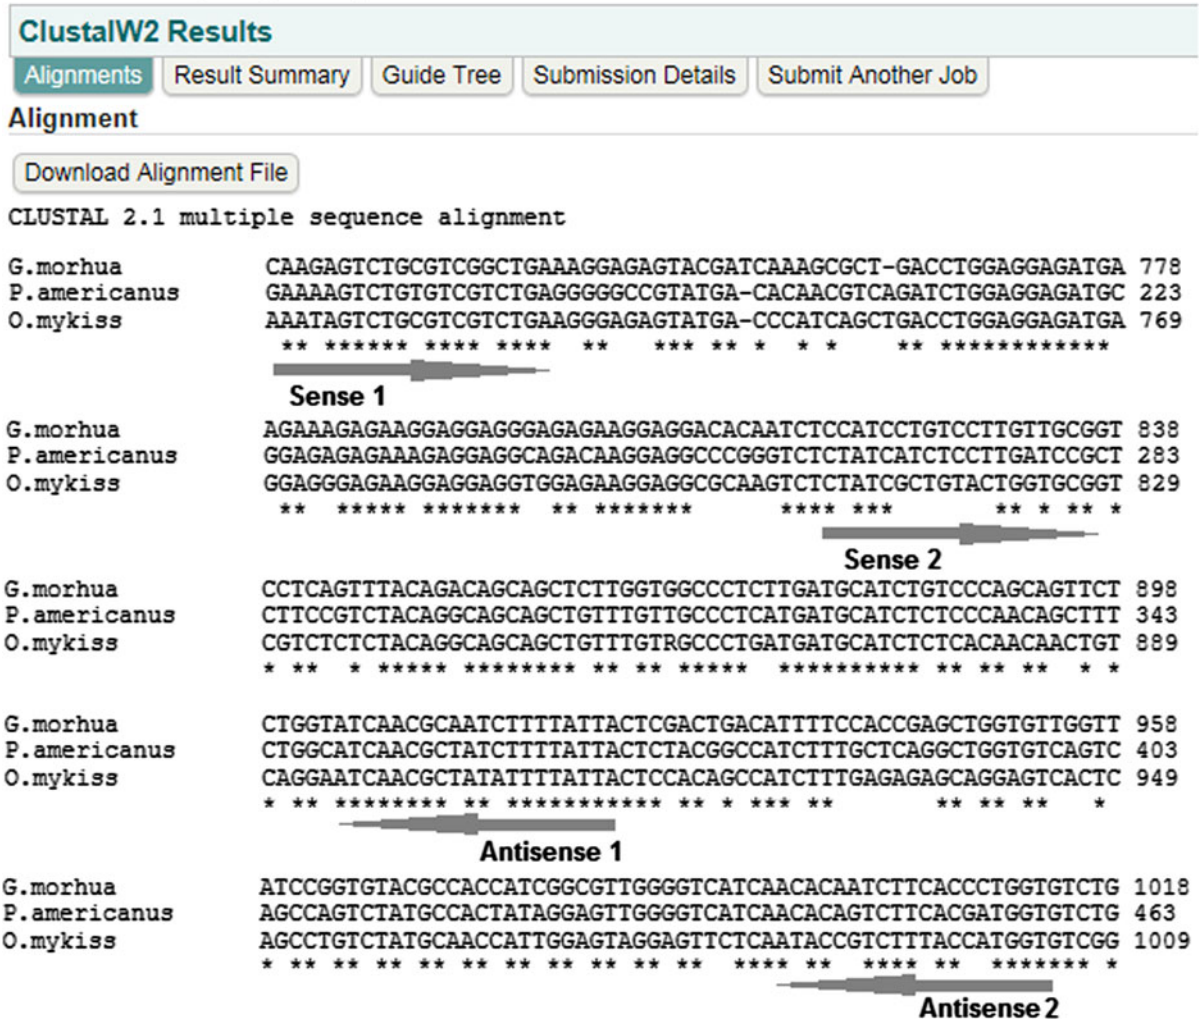 ClustalW2 Results
Alignments Result Summary Guide Tree Submission Details Submit Another Job
Alignment
Download Alignment File
CLUSTAL 2.1 multiple sequence alignment
G.morhua CAAGAGTCTGCGTCGGCTGAAAGGAGAGTACGATCAAAGCGCT-GACCTGGAGGAGATGA 778
P.americanus GAAAAGTCTGTGTCGTCTGAGGGGGCCGTATGA-CACAACGTCAGATCTGGAGGAGATGC 223
O.mykiss AAATAGTCTGCGTCGTCTGAAGGGAGAGTATGA-CCCATCAGCTGACCTGGAGGAGATGA 769
** ****** **** **** ** *** ** * * * ** ************
Sense 1
G.morhua AGAAAGAGAAGGAGGAGGGAGAGAAGGAGGACACAATCTCCATCCTGTCCTTGTTGCGGT 838
P.americanus GGAGAGAGAAAGAGGAGGCAGACAAGGAGGCCCGGGTCTCTATCATCTCCTTGATCCGCT 283
O.mykiss GGAGGGAGAAGGAGGAGGTGGAGAAGGAGGCGCAAGTCTCTATCGCTGTACTGGTGCGGT 829
** ***** ******* ** ******* **** *** ** * ** *
Sense 2
G.morhua CCTCAGTTTACAGACAGCAGCTCTTGGTGGCCCTCTTGATGCATCTGTCCCAGCAGTTCT 898
P.americanus CTTCCGTCTACAGGCAGCAGCTGTTTGTTGCCCTCATGATGCATCTCTCCCAACAGCTTT 343
O.mykiss CGTCTCTCTACAGGCAGCAGCTGTTTGTRGCCCTGATGATGCATCTCTCACAACAACTGT 889
* ** * ***** ******** ** ** ***** ********** ** ** ** * *
G.morhua CTGGTATCAACGCAATCTTTTATTACTCGACTGACATTTTCCACCGAGCTGGTGTTGGTT 958
P.americanus CTGGCATCAACGCTATCTTTTATTACTCTACGGCCATCTTTGCTCAGGCTGGTGTCAGTC 403
O.mykiss CAGGAATCAACGCTATATTTTATTACTCCACAGCCATCTTTGAGAGAGCAGGAGTCACTC 949
* ** ******** ** *********** ** * *** ** ** ** ** *
Antisense 1
G.morhua ATCCGGTGTACGCCACCATCGGCGTTGGGGTCATCAACACAATCTTCACCCTGGTGTCTG 1018
P.americanus AGCCAGTCTATGCCACTATAGGAGTTGGGGTCATCAACACAGTCTTCACGATGGTGTCTG 463
O.mykiss AGCCTGTCTATGCAACCATTGGAGTAGGAGTTCTCAATACCGTCTTTACCATGGTGTCGG 1009
* ** ** ** ** ** ** ** ** ** ** **** ** **** ** ******* *
Antisense 2